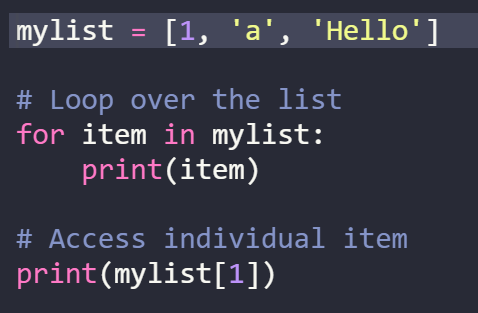 mylist = [1, 'a', 'Hello']
# Loop over the list
for item in mylist:
    print(item)
# Access individual item
print(mylist[1])